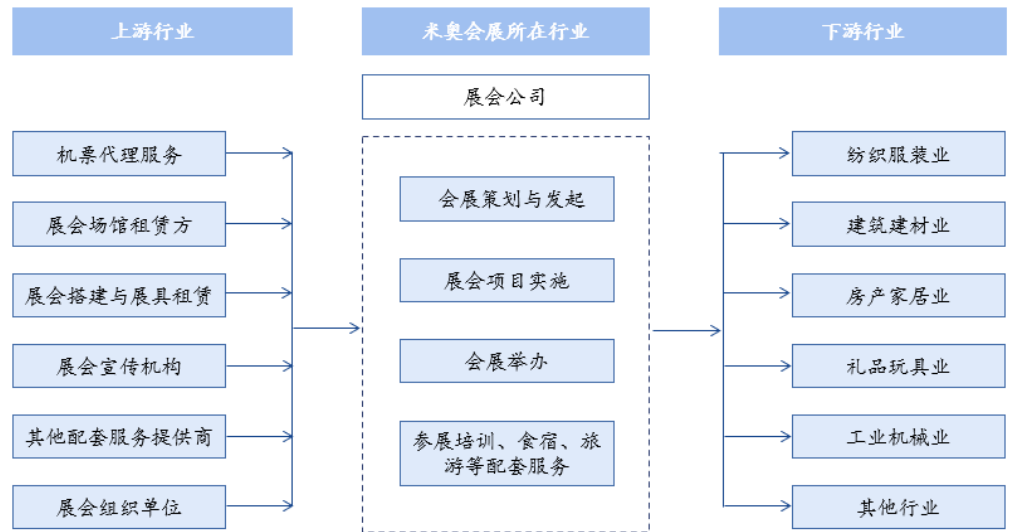 上游行业
米奥会展所在行业
下游行业
展会公司
机票代理服务
展会场馆租赁方
展会搭建与展具租赁
展会宣传机构
其他配套服务提供商
展会组织单位
会展策划与发起
展会项目实施
会展举办
参展培训、食宿、旅
游等配套服务
纺织服装业
建筑建材业
房产家居业
礼品玩具业
工业机械业
其他行业